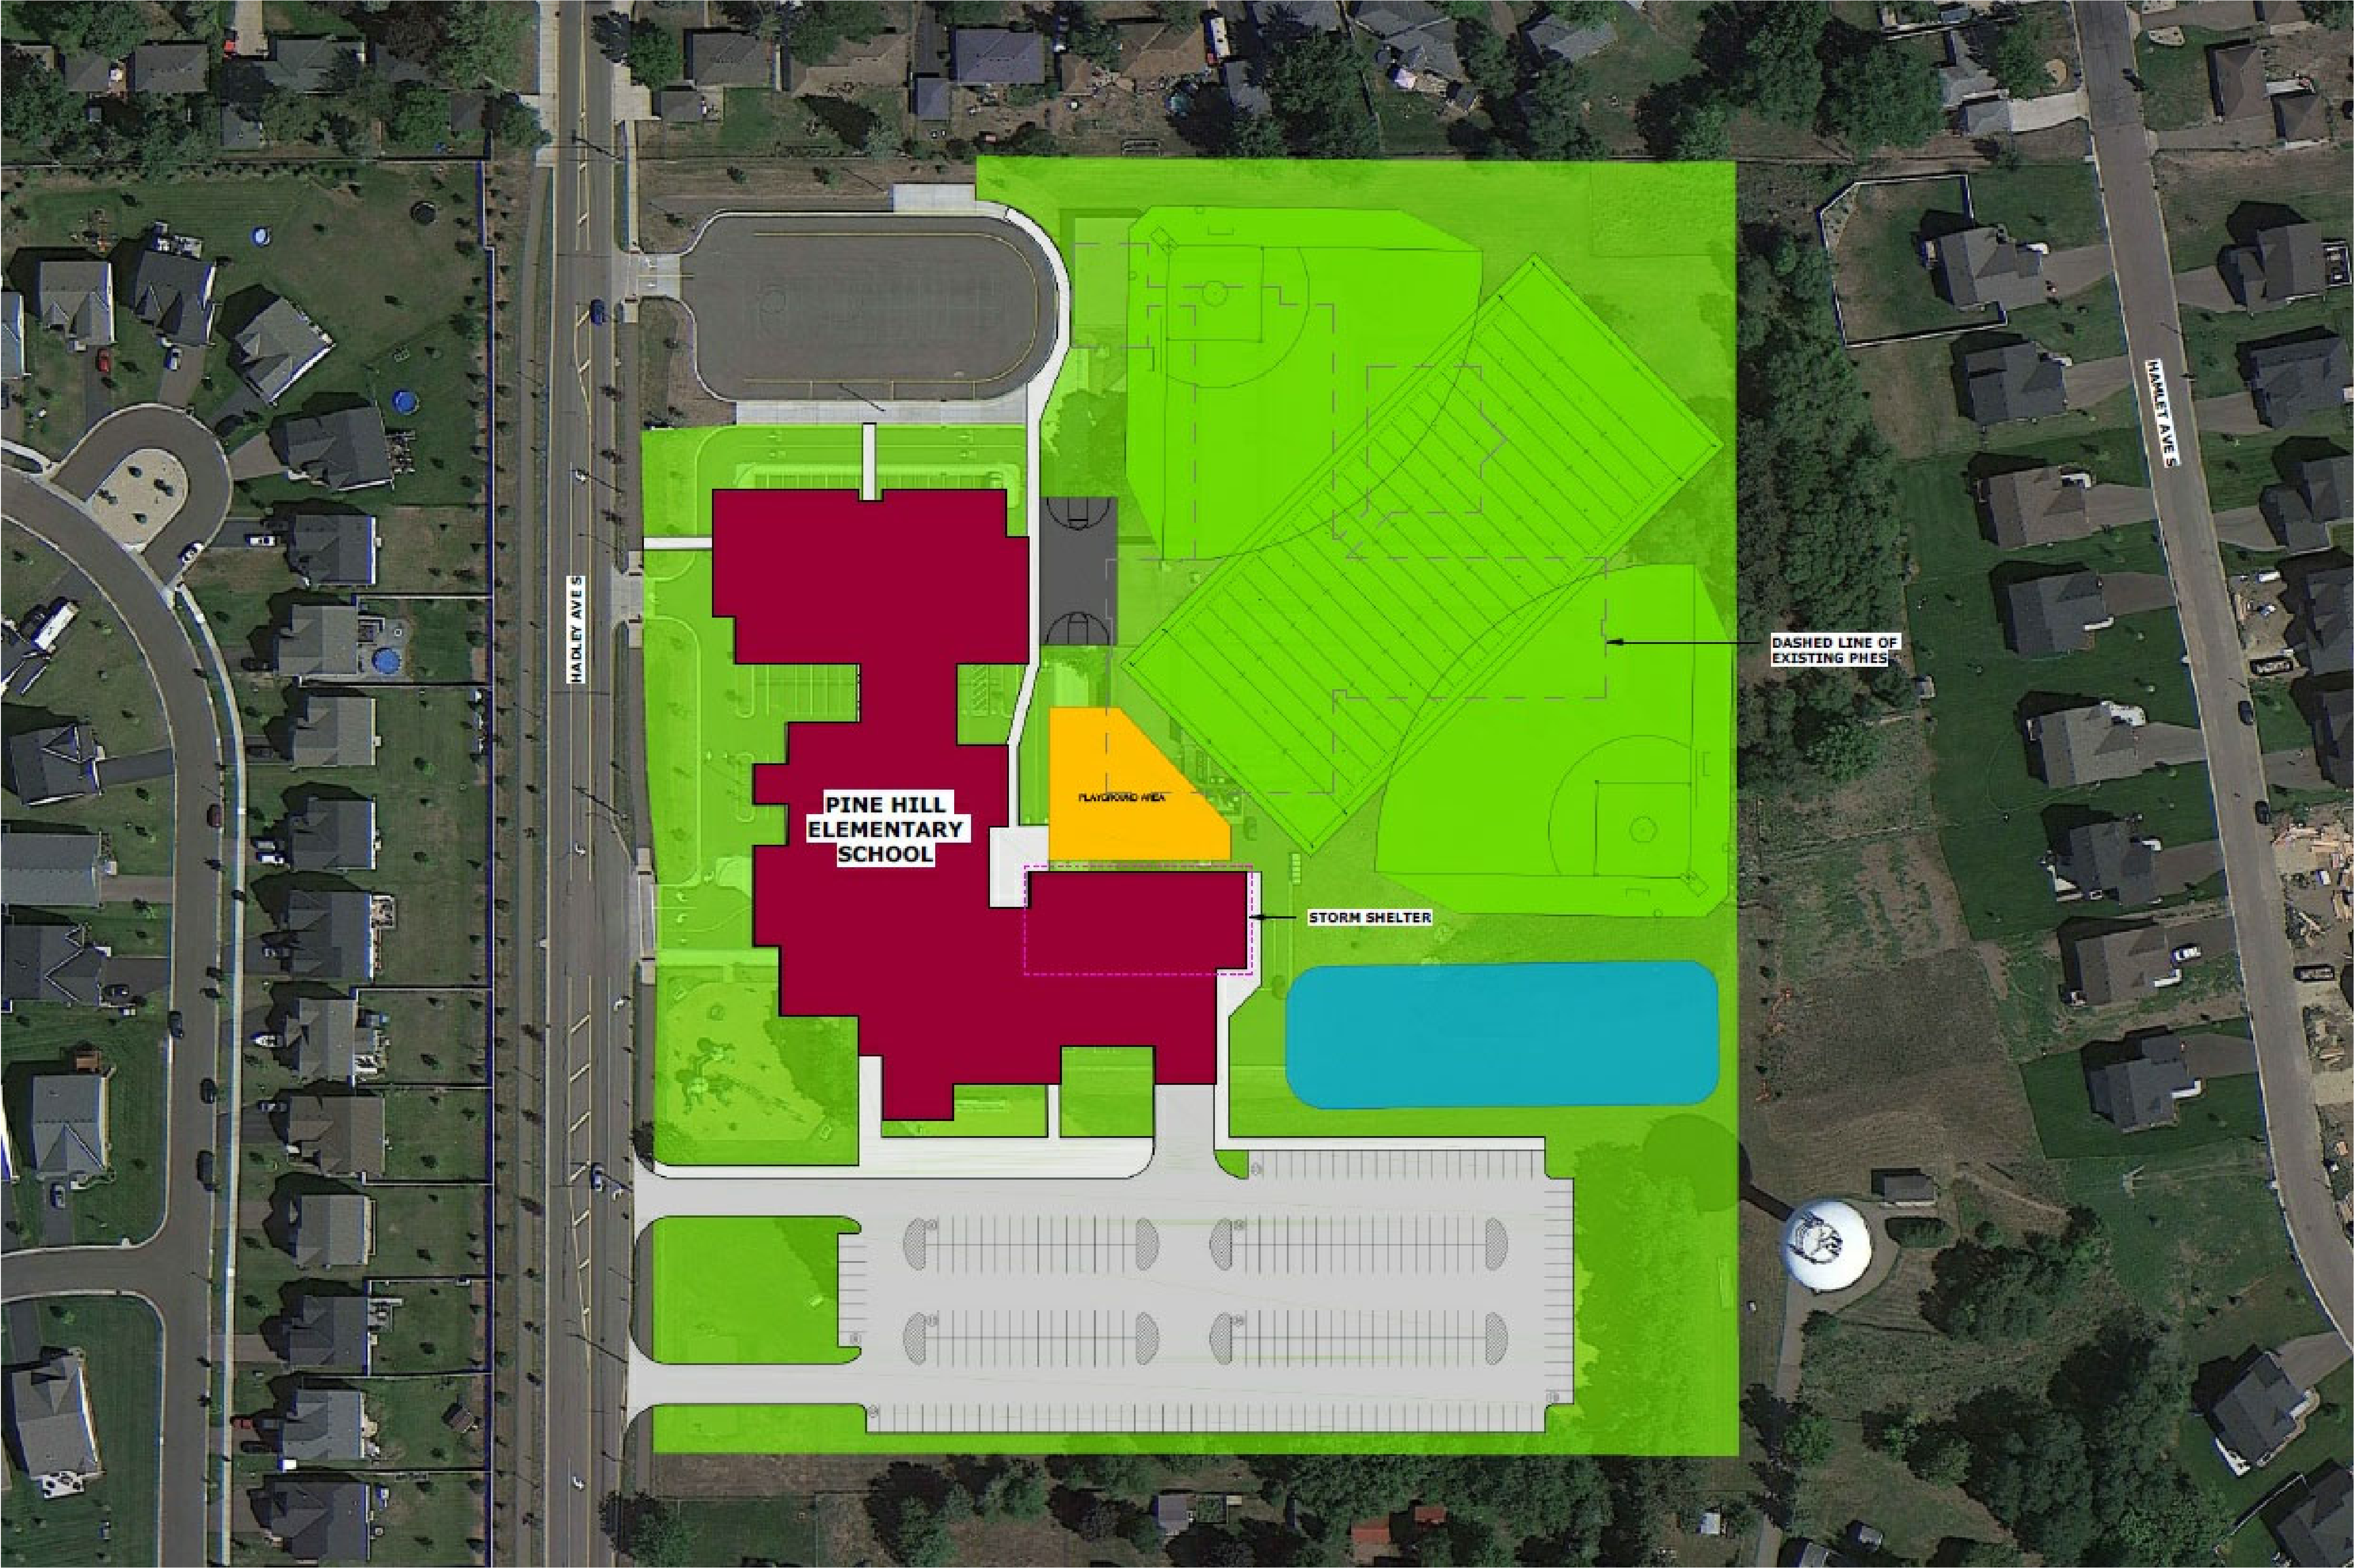 HAMLET AVE S
HADLEY AVE S
DASHED LINE OF
EXISTING PHES
PLAYGROUND AREA
PINE HILL
ELEMENTARY
SCHOOL
STORM SHELTER